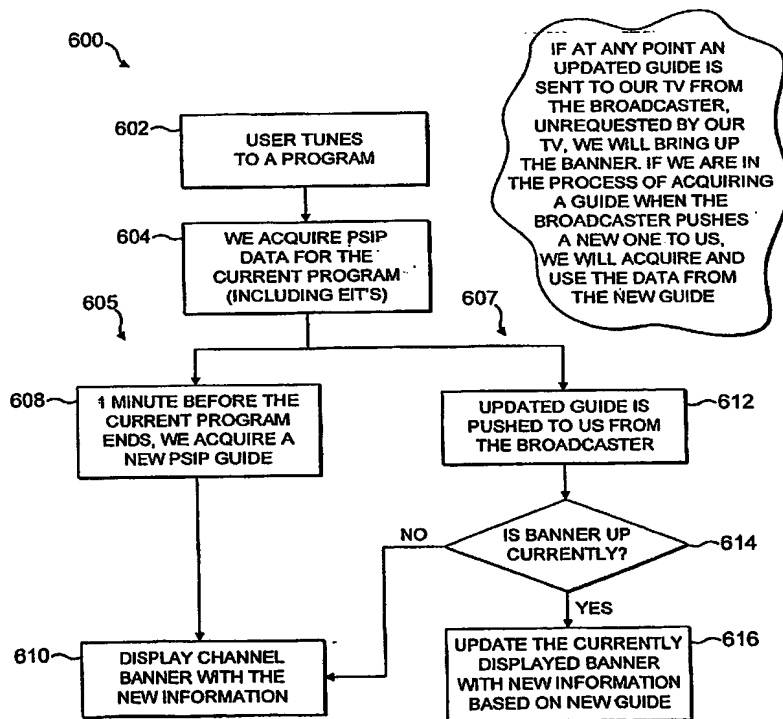 600
IF AT ANY POINT AN
UPDATED GUIDE IS
SENT TO OUR TV FROM
THE BROADCASTER,
UNREQUESTED BY OUR
TV, WE WILL BRING UP
THE BANNER. IF WE ARE IN
THE PROCESS OF ACQUIRING
A GUIDE WHEN THE
BROADCASTER PUSHES
A NEW ONE TO US,
WE WILL ACQUIRE AND
USE THE DATA FROM
THE NEW GUIDE
602
USER TUNES
TO A PROGRAM
604
WE ACQUIRE PSIP
DATA FOR THE
CURRENT PROGRAM
(INCLUDING EIT'S)
605
607
608
1 MINUTE BEFORE THE
CURRENT PROGRAM
ENDS, WE ACQUIRE A
NEW PSIP GUIDE
UPDATED GUIDE IS
PUSHED TO US FROM
THE BROADCASTER
612
NO
IS BANNER UP
CURRENTLY?
614
YES
610
DISPLAY CHANNEL
BANNER WITH THE
NEW INFORMATION
UPDATE THE CURRENTLY
DISPLAYED BANNER
WITH NEW INFORMATION
BASED ON NEW GUIDE
616